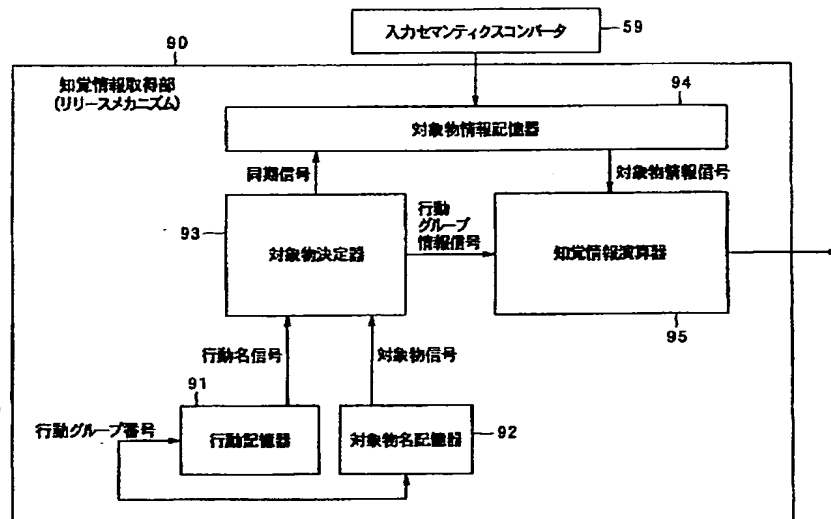 入力セマンティクスコンバータ
59
90
知覚情報取得部
(リリースメカニズム)
94
対象物情報記憶器
同期信号
対象物情報信号
93
対象物決定器
行動
グループ
情報信号
知覚情報演算器
95
行動名信号
対象物信号
91
行動グループ番号
行動記憶器
対象物名記憶器
92